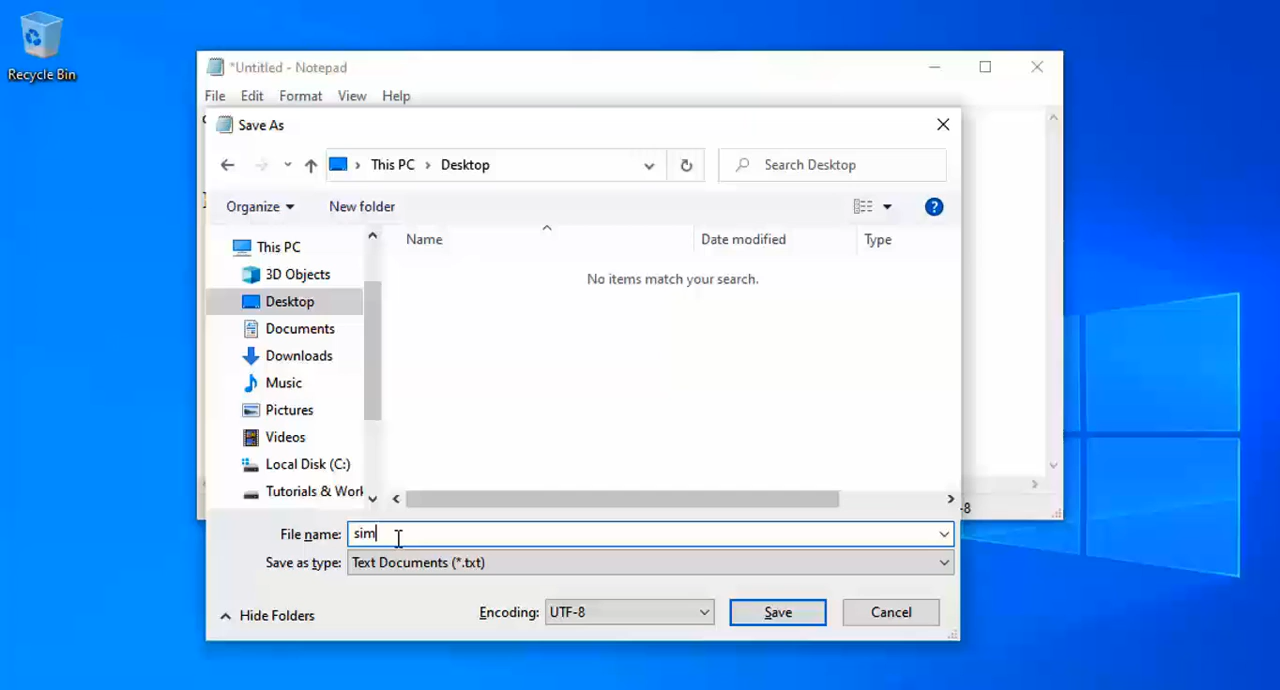 Recycle Bin
*Untitled - Notepad
File Edit Format View Help
Save As
This PC Desktop
Search Desktop
Organize New folder
Name Date modified Type
No items match your search.
This PC
3D Objects
Desktop
Documents
Downloads
Music
Pictures
Videos
Local Disk (C:)
Tutorials & Work
-8
File name: sim
Save as type: Text Documents (*.txt)
Hide Folders Encoding: UTF-8 Save Cancel